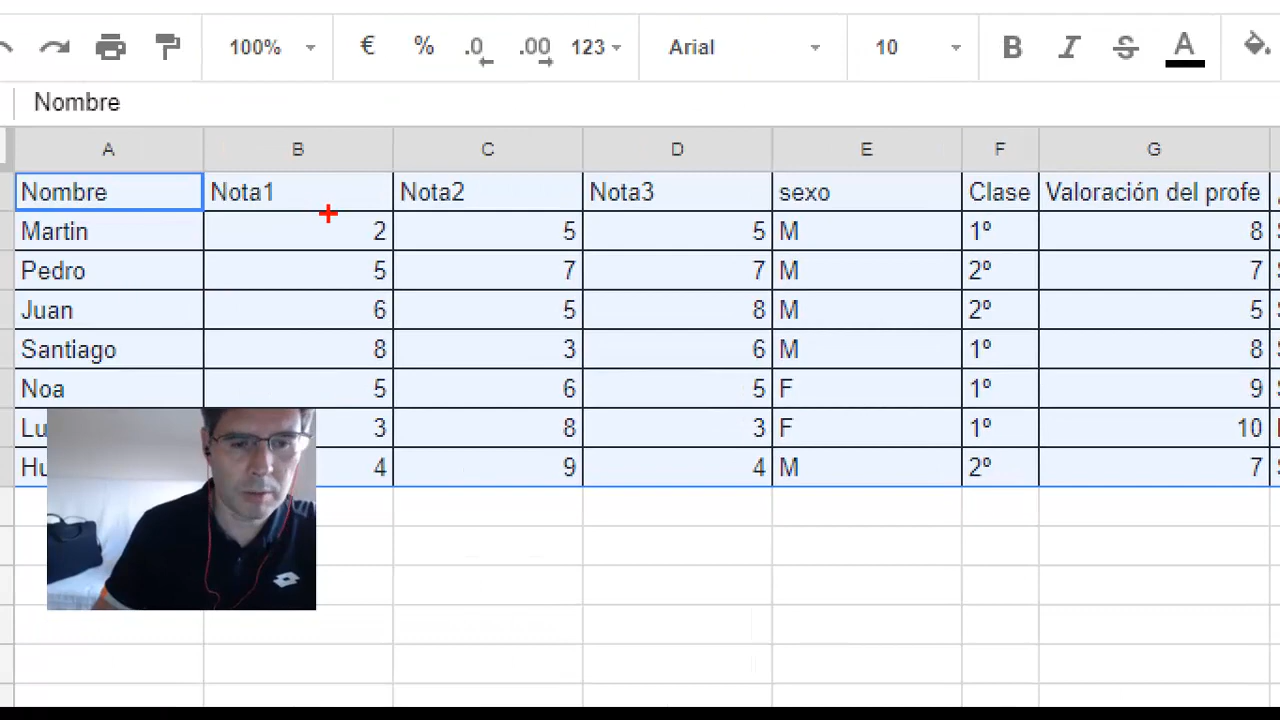 100% € % .0 .00 123 Arial 10 B I S A
Nombre
A B C D E F G
Nombre Nota1 Nota2 Nota3 sexo Clase Valoración del profe
Martin 2 5 5 M 1º 8
Pedro 5 7 7 M 2º 7
Juan 6 5 8 M 2º 5
Santiago 8 3 6 M 1º 8
Noa 5 6 5 F 1º 9
Lu 3 8 3 F 1º 10
Hu 4 9 4 M 2º 7